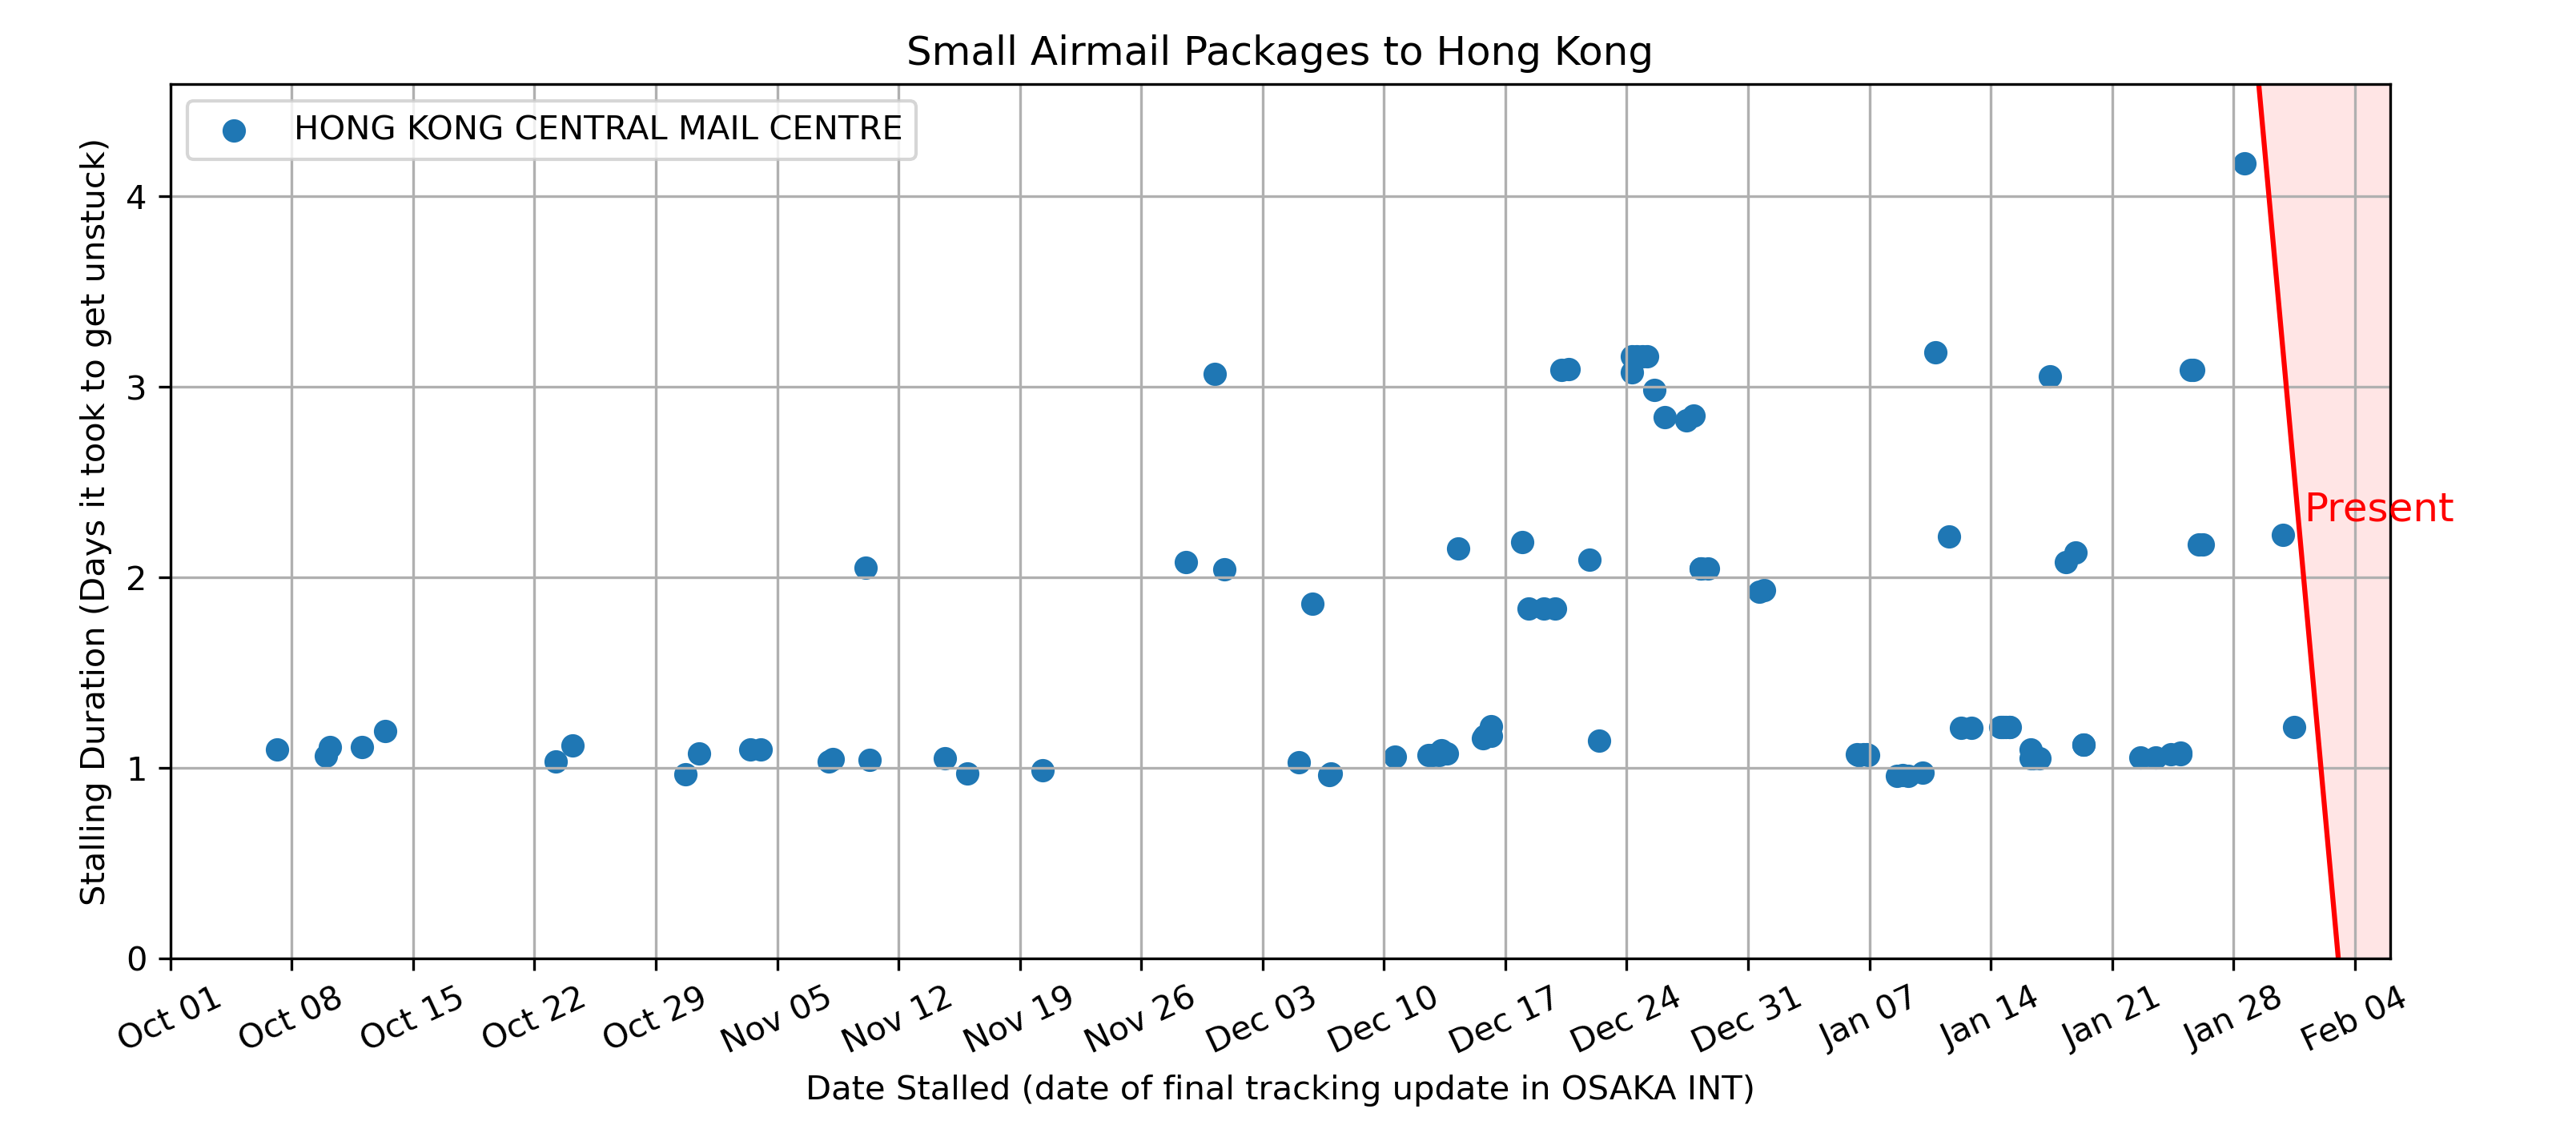 Small Airmail Packages to Hong Kong
HONG KONG CENTRAL MAIL CENTRE
Stalling Duration (Days it took to get unstuck)
4
3
2
1
0
Present
Oct 01
Oct 08
Oct 15
Oct 22
Oct 29
Nov 05
Nov 12
Nov 19
Nov 26
Dec 03
Dec 10
Dec 17
Dec 24
Dec 31
Jan 07
Jan 14
Jan 21
Jan 28
Feb 04
Date Stalled (date of final tracking update in OSAKA INT)